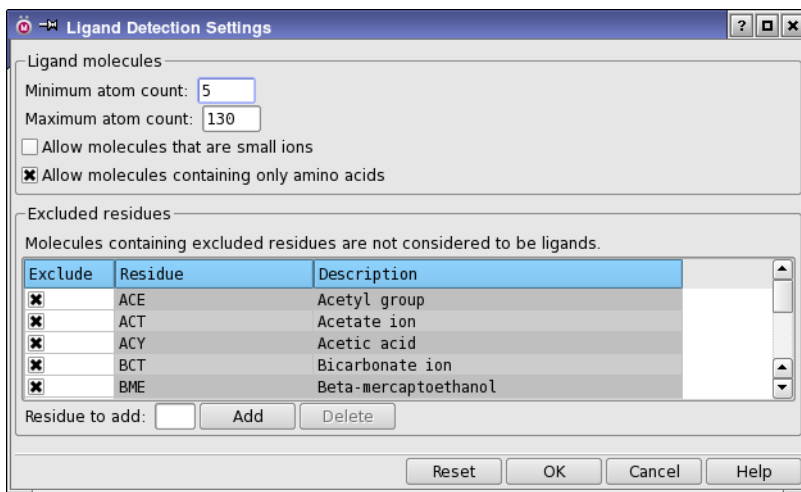 Ligand Detection Settings
Ligand molecules
Minimum atom count: 5
Maximum atom count: 130
Allow molecules that are small ions
Allow molecules containing only amino acids
Excluded residues
Molecules containing excluded residues are not considered to be ligands.
Exclude Residue Description
ACE Acetyl group
ACT Acetate ion
ACY Acetic acid
BCT Bicarbonate ion
BME Beta-mercaptoethanol
Residue to add: Add Delete
Reset OK Cancel Help